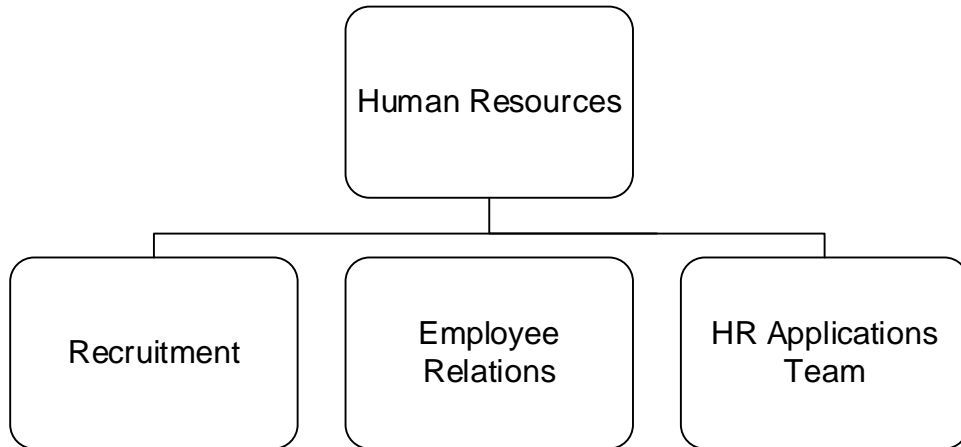 Human Resources
Recruitment
Employee
Relations
HR Applications
Team